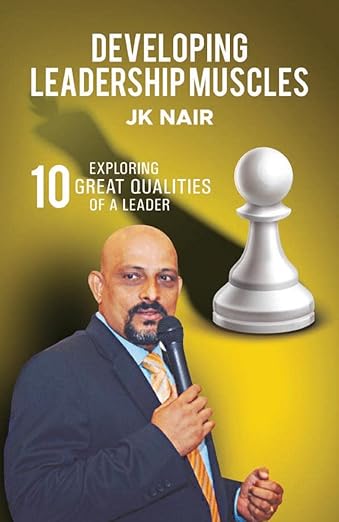 DEVELOPING
LEADERSHIP MUSCLES
JK NAIR
10 EXPLORING
GREAT QUALITIES
OF A LEADER